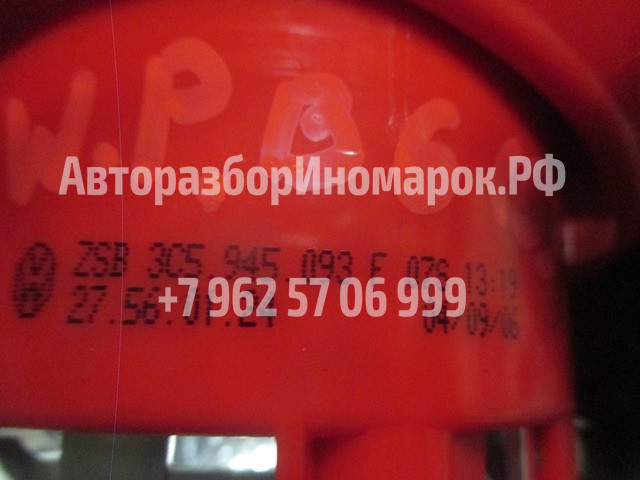 W.P B6.
АвторазборИномарок.РФ
ZSB 3C5.945.093 F 07S 13:19
+7 962 57 06 999
27.56.01.24 04/09/06